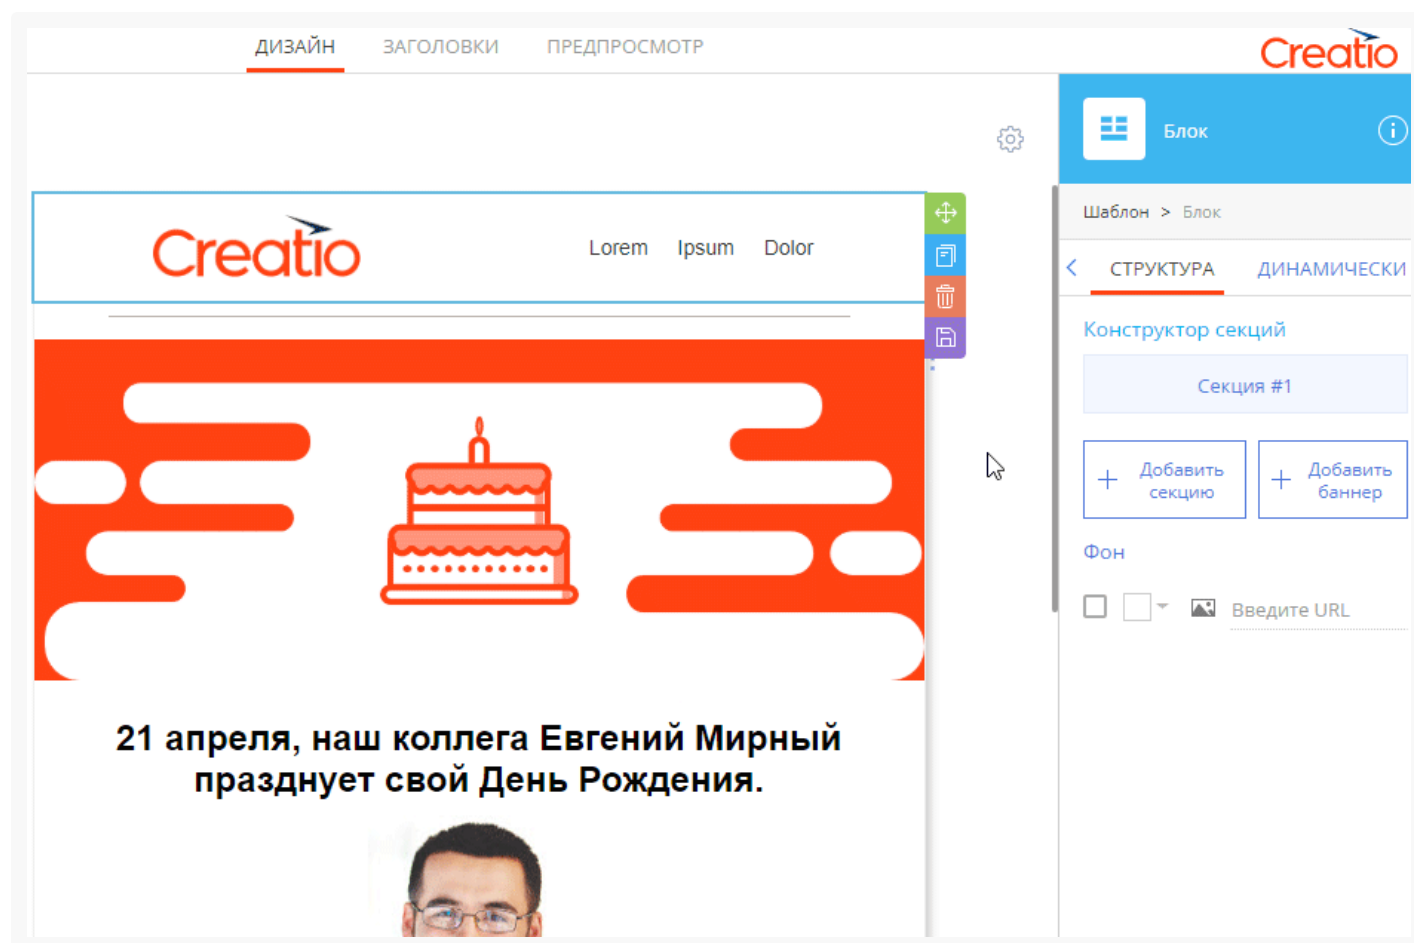 ДИЗАЙН ЗАГОЛОВКИ ПРЕДПРОСМОТР
Creatio
Блок
Шаблон > Блок
СТРУКТУРА ДИНАМИЧЕСКИ
Конструктор секций
Секция #1
+ Добавить секцию
+ Добавить баннер
Фон
Введите URL
Creatio
Lorem Ipsum Dolor
21 апреля, наш коллега Евгений Мирный
празднует свой День Рождения.